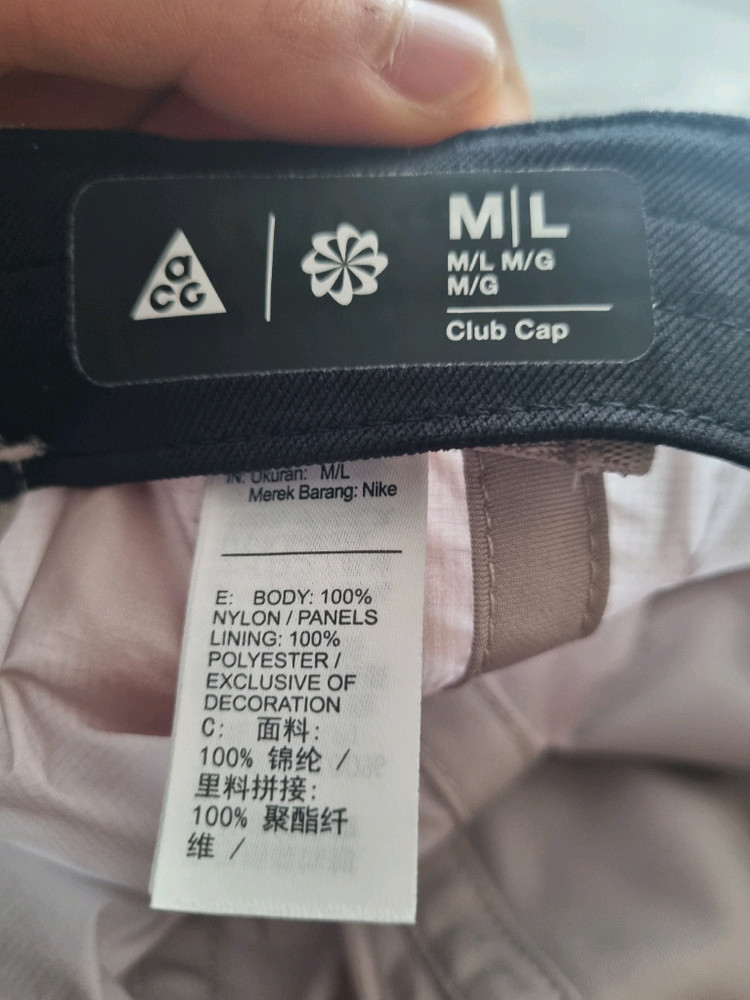 acg
M|L
M/L M/G
M/G
Club Cap
IN: Ukuran: M/L
Merek Barang: Nike
E: BODY: 100%
NYLON / PANELS
LINING: 100%
POLYESTER /
EXCLUSIVE OF
DECORATION
C: 面料:
100% 锦纶 /
里料拼接:
100% 聚酯纤
维 /